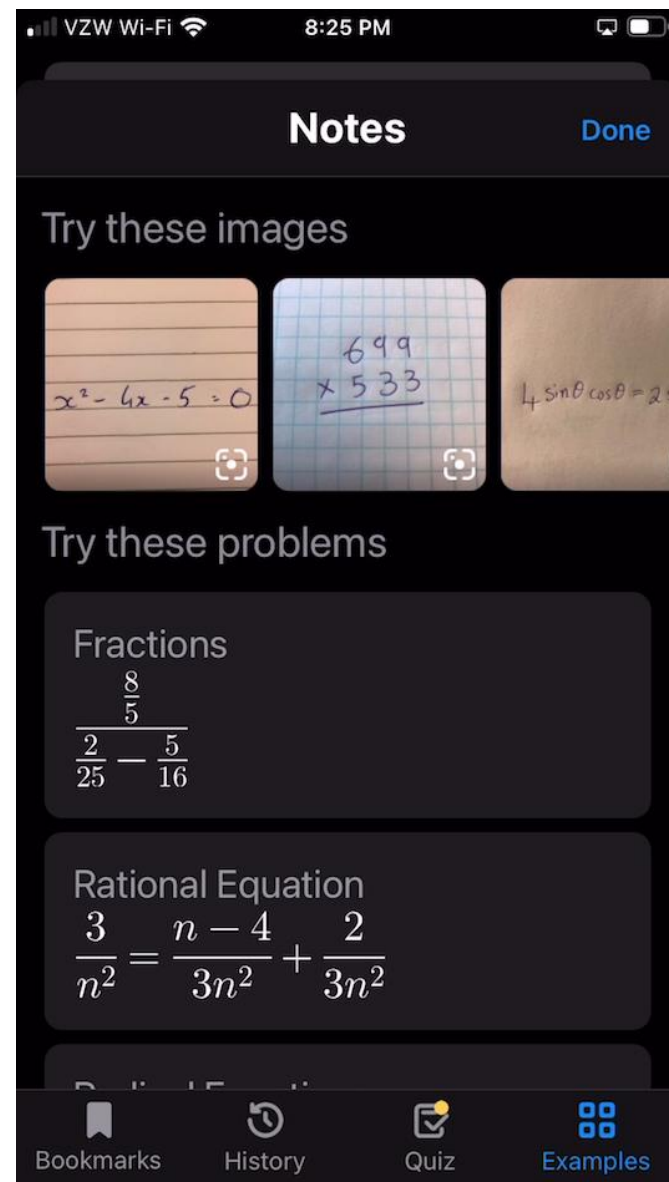 VZW Wi-Fi 8:25 PM
Notes Done
Try these images
x² - 4x - 5 = 0
699
× 533
4 sinθ cosθ = 2
Try these problems
Fractions
8
5
2/25 − 5/16
Rational Equation
3/n² = (n − 4)/3n² + 2/3n²
Bookmarks History Quiz Examples